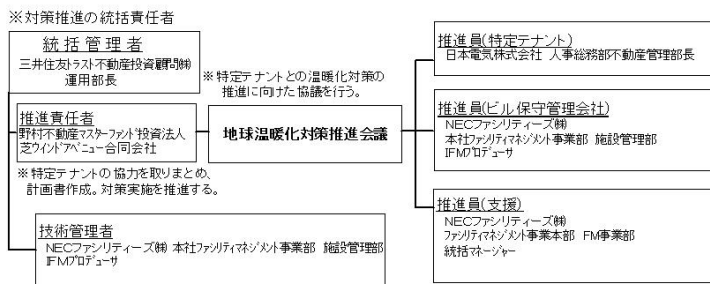 ※対策推進の統括責任者
統括管理者
三井住友トラスト不動産投資顧問㈱
運用部長
※特定テナントとの温暖化対策の
推進に向けた協議を行う。
推進責任者
野村不動産マスターファンド投資法人
芝ウインドアベニュー合同会社
※特定テナントの協力を取りまとめ、
計画書作成。対策実施を推進する。
地球温暖化対策推進会議
技術管理者
NECファシリティーズ㈱ 本社ファシリティマネジメント事業部 施設管理部
IFMプロデューサ
推進員(特定テナント)
日本電気株式会社 人事総務部不動産管理部長
推進員(ビル保守管理会社)
NECファシリティーズ㈱
本社ファシリティマネジメント事業部 施設管理部
IFMプロデューサ
推進員(支援)
NECファシリティーズ㈱
ファシリティマネジメント事業本部 FM事業部
統括マネージャー